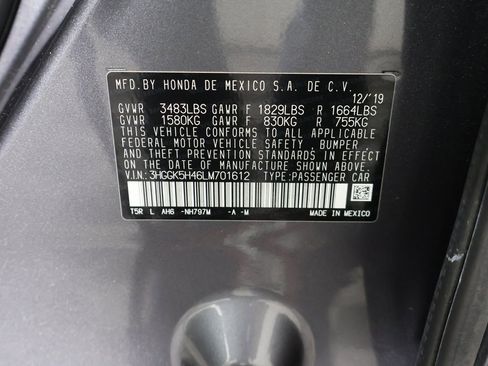 MFD.BY HONDA DE MEXICO S.A. DE C.V.
12/'19
GVWR 3483LBS GAWR F 1829LBS R 1664LBS
GVWR 1580KG GAWR F 830KG R 755KG
THIS VEHICLE CONFORMS TO ALL APPLICABLE
FEDERAL MOTOR VEHICLE SAFETY, BUMPER,
AND THEFT PREVENTION STANDARDS IN EFFECT
ON THE DATE OF MANUFACTURE SHOWN ABOVE.
V.I.N.:3HGGK5H46LM701612 TYPE:PASSENGER CAR
T5R L AH6 -NH797M -A -M MADE IN MEXICO